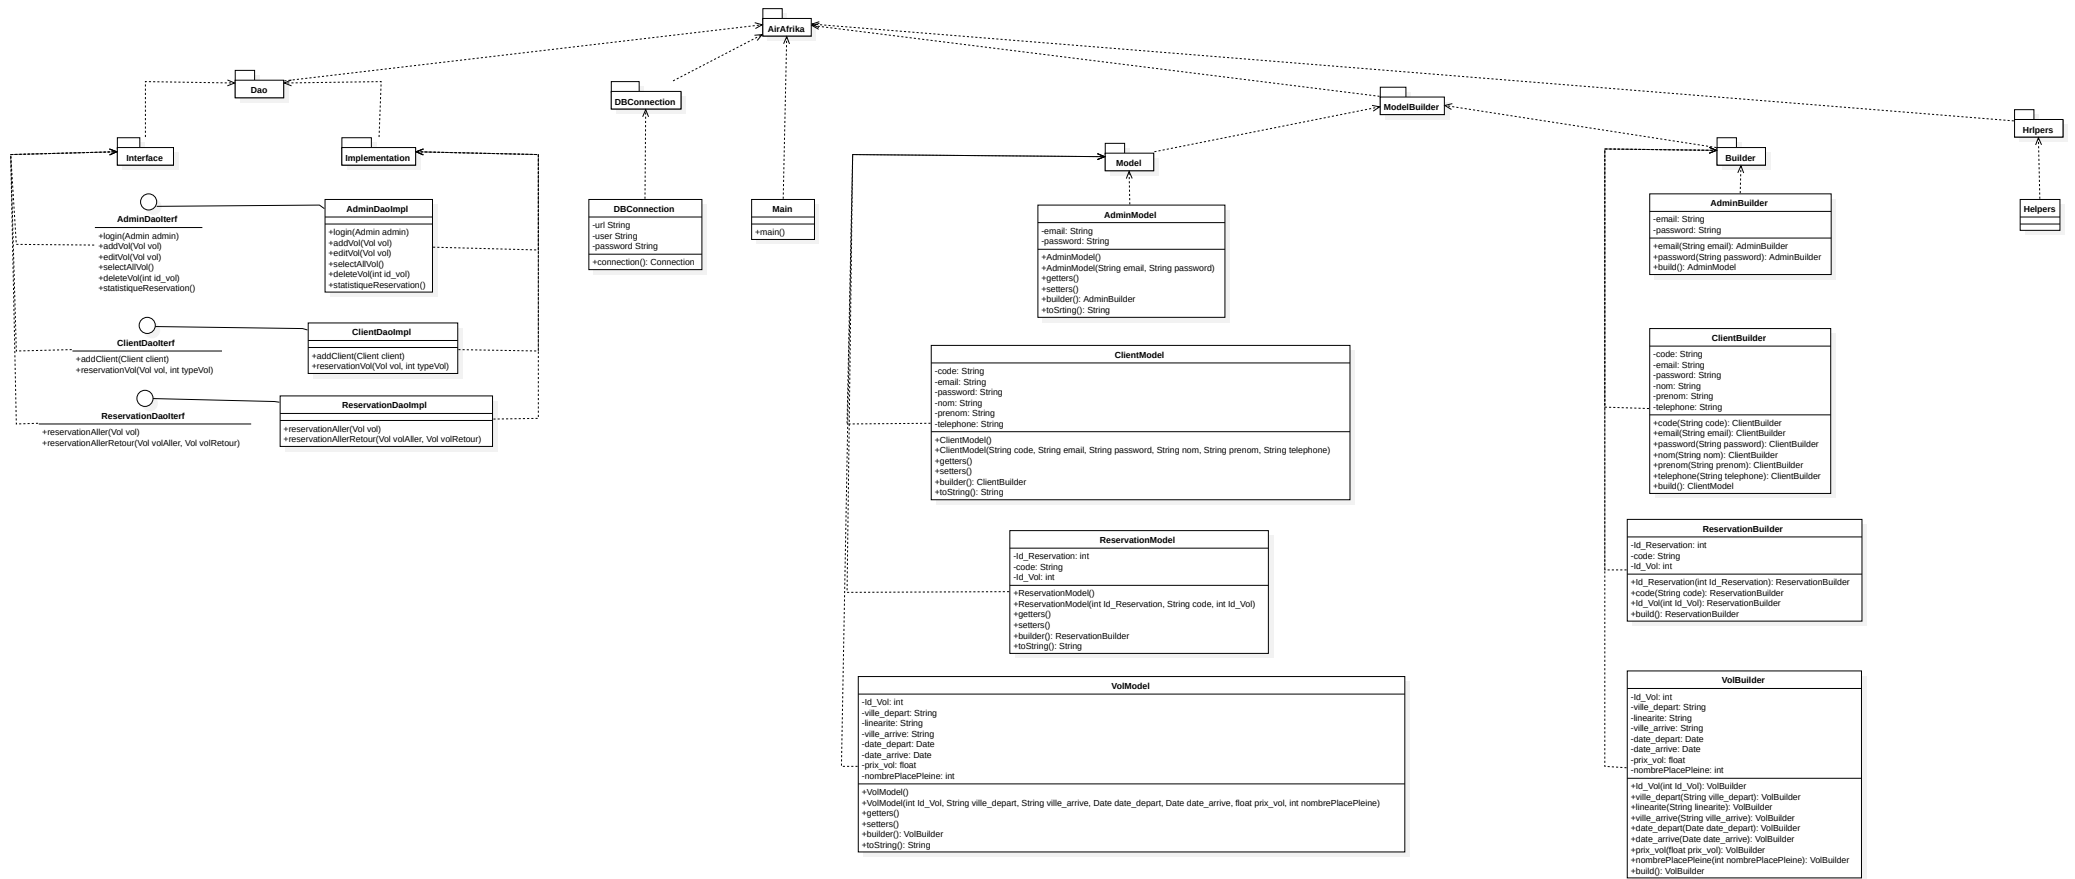 AirAfrika
Dao
DBConnection
ModelBuilder
Hrlpers
Interface
Implementation
Model
Builder
AdminDaoIterf
+login(Admin admin)
+addVol(Vol vol)
+editVol(Vol vol)
+selectAllVol()
+deleteVol(int id_vol)
+statistiqueReservation()
AdminDaoImpl
+login(Admin admin)
+addVol(Vol vol)
+editVol(Vol vol)
+selectAllVol()
+deleteVol(int id_vol)
+statistiqueReservation()
ClientDaoIterf
+addClient(Client client)
+reservationVol(Vol vol, int typeVol)
ClientDaoImpl
+addClient(Client client)
+reservationVol(Vol vol, int typeVol)
ReservationDaoIterf
+reservationAller(Vol vol)
+reservationAllerRetour(Vol volAller, Vol volRetour)
ReservationDaoImpl
+reservationAller(Vol vol)
+reservationAllerRetour(Vol volAller, Vol volRetour)
DBConnection
-url String
-user String
-password String
+connection(): Connection
Main
+main()
AdminModel
-email: String
-password: String
+AdminModel()
+AdminModel(String email, String password)
+getters()
+setters()
+builder(): AdminBuilder
+toSrting(): String
ClientModel
-code: String
-email: String
-password: String
-nom: String
-prenom: String
-telephone: String
+ClientModel()
+ClientModel(String code, String email, String password, String nom, String prenom, String telephone)
+getters()
+setters()
+builder(): ClientBuilder
+toString(): String
ReservationModel
-Id_Reservation: int
-code: String
-Id_Vol: int
+ReservationModel()
+ReservationModel(int Id_Reservation, String code, int Id_Vol)
+getters()
+setters()
+builder(): ReservationBuilder
+toString(): String
VolModel
-Id_Vol: int
-ville_depart: String
-linearite: String
-ville_arrive: String
-date_depart: Date
-date_arrive: Date
-prix_vol: float
-nombrePlacePleine: int
+VolModel()
+VolModel(int Id_Vol, String ville_depart, String ville_arrive, Date date_depart, Date date_arrive, float prix_vol, int nombrePlacePleine)
+getters()
+setters()
+builder(): VolBuilder
+toString(): String
AdminBuilder
-email: String
-password: String
+email(String email): AdminBuilder
+password(String password): AdminBuilder
+build(): AdminModel
ClientBuilder
-code: String
-email: String
-password: String
-nom: String
-prenom: String
-telephone: String
+code(String code): ClientBuilder
+email(String email): ClientBuilder
+password(String password): ClientBuilder
+nom(String nom): ClientBuilder
+prenom(String prenom): ClientBuilder
+telephone(String telephone): ClientBuilder
+build(): ClientModel
ReservationBuilder
-Id_Reservation: int
-code: String
-Id_Vol: int
+Id_Reservation(int Id_Reservation): ReservationBuilder
+code(String code): ReservationBuilder
+Id_Vol(int Id_Vol): ReservationBuilder
+build(): ReservationBuilder
VolBuilder
-Id_Vol: int
-ville_depart: String
-linearite: String
-ville_arrive: String
-date_depart: Date
-date_arrive: Date
-prix_vol: float
-nombrePlacePleine: int
+Id_Vol(int Id_Vol): VolBuilder
+ville_depart(String ville_depart): VolBuilder
+linearite(String linearite): VolBuilder
+ville_arrive(String ville_arrive): VolBuilder
+date_depart(Date date_depart): VolBuilder
+date_arrive(Date date_arrive): VolBuilder
+prix_vol(float prix_vol): VolBuilder
+nombrePlacePleine(int nombrePlacePleine): VolBuilder
+build(): VolBuilder
Helpers